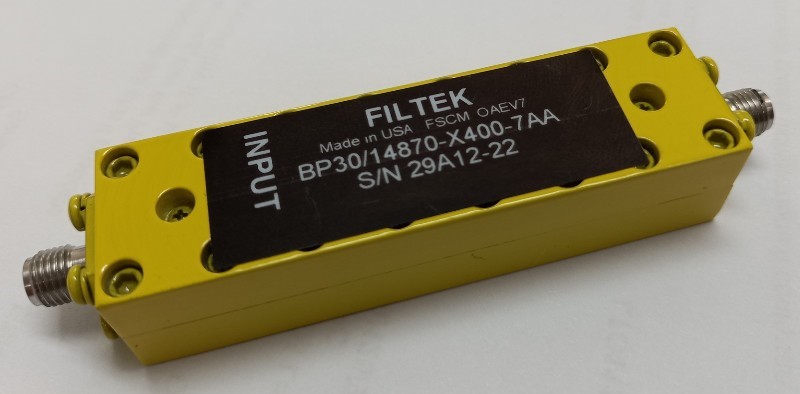 INPUT
FILTEK
Made in USA FSCM OAEV7
BP30/14870-X400-7AA
S/N 29A12-22